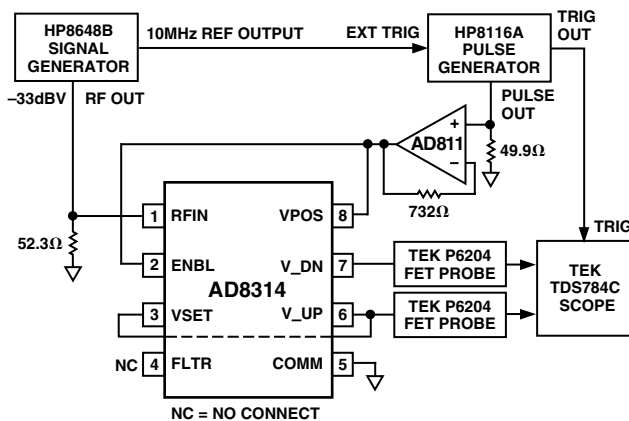 HP8648B
SIGNAL
GENERATOR
10MHz REF OUTPUT
EXT TRIG
HP8116A
PULSE
GENERATOR
TRIG
OUT
–33dBV
RF OUT
PULSE
OUT
+
AD811
–
49.9Ω
732Ω
52.3Ω
1
RFIN
VPOS
8
TRIG
2
ENBL
V_DN
7
TEK P6204
FET PROBE
TEK
TDS784C
SCOPE
AD8314
3
VSET
V_UP
6
TEK P6204
FET PROBE
NC
4
FLTR
COMM
5
NC = NO CONNECT